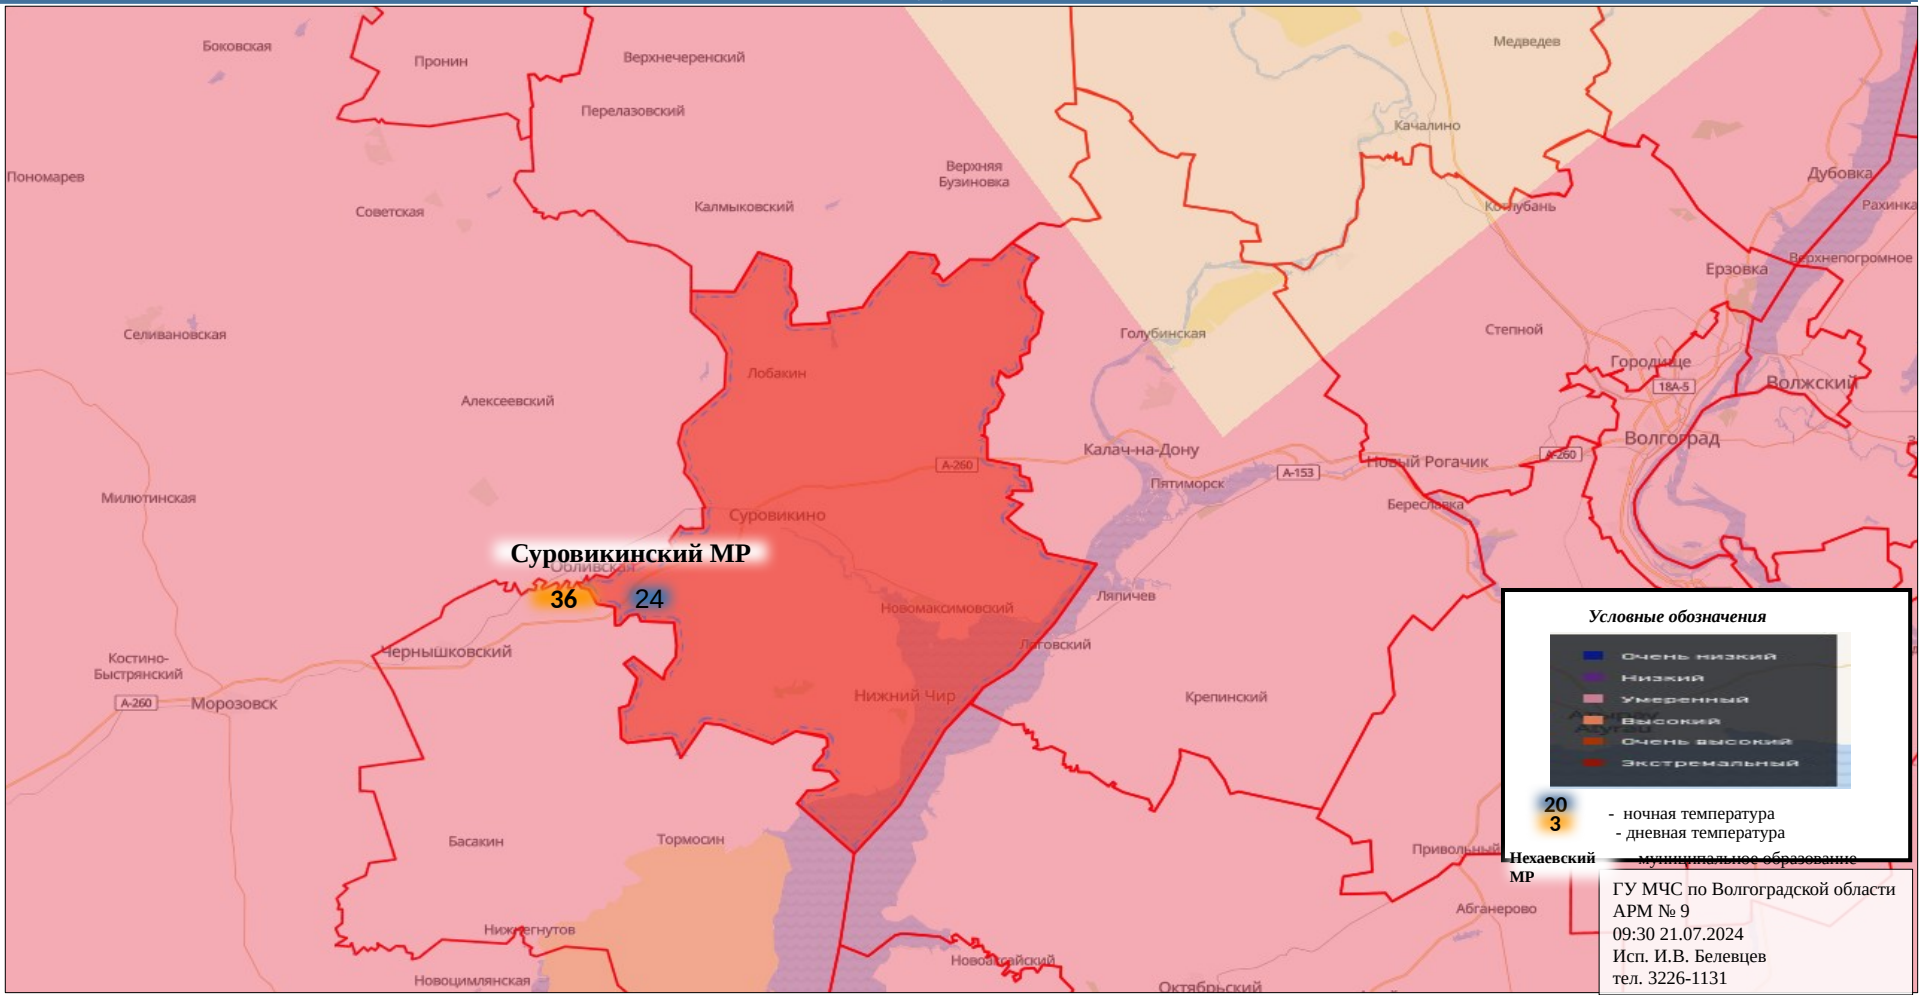 Боковская
Пронин
Верхнечеренский
Медведев
Перелазовский
Качалино
Верхняя
Бузиновка
Дубовка
Пономарев
Советская
Калмыковский
Котлубань
Рахинка
Верхнепогромное
Ерзовка
Селивановская
Голубинская
Степной
Городище
Лобакин
18А-5
Волжский
Алексеевский
Волгоград
Калач-на-Дону
А-260
А-260
Новый Рогачик
А-153
Пятиморск
Милютинская
Береславка
Суровикино
Суровикинский МР
Обливская
36
24
Новомаксимовский
Ляпичев
Логовский
Чернышковский
Костино-
Быстрянский
А-260
Морозовск
Нижний Чир
Крепинский
Басакин
Тормосин
Привольный
Абганерово
Нижнегнутов
Новоаксайский
Новоцимлянская
Октябрьский
Условные обозначения
Очень низкий
Низкий
Умеренный
Высокий
Очень высокий
Экстремальный
Атырау
Atyrau
20
- ночная температура
3
- дневная температура
Нехаевский
МР
муниципальное образование
ГУ МЧС по Волгоградской области
АРМ № 9
09:30 21.07.2024
Исп. И.В. Белевцев
тел. 3226-1131